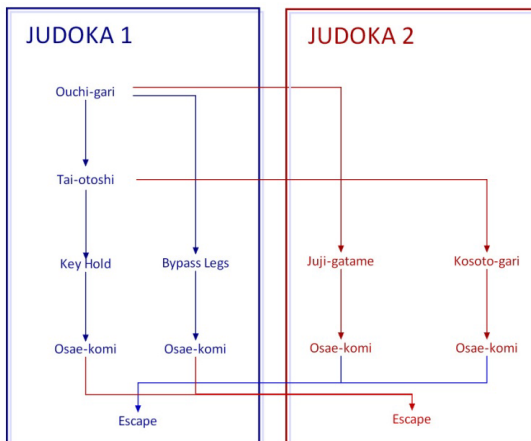 JUDOKA 1
JUDOKA 2
Ouchi-gari
Tai-otoshi
Key Hold
Bypass Legs
Juji-gatame
Kosoto-gari
Osae-komi
Osae-komi
Osae-komi
Osae-komi
Escape
Escape